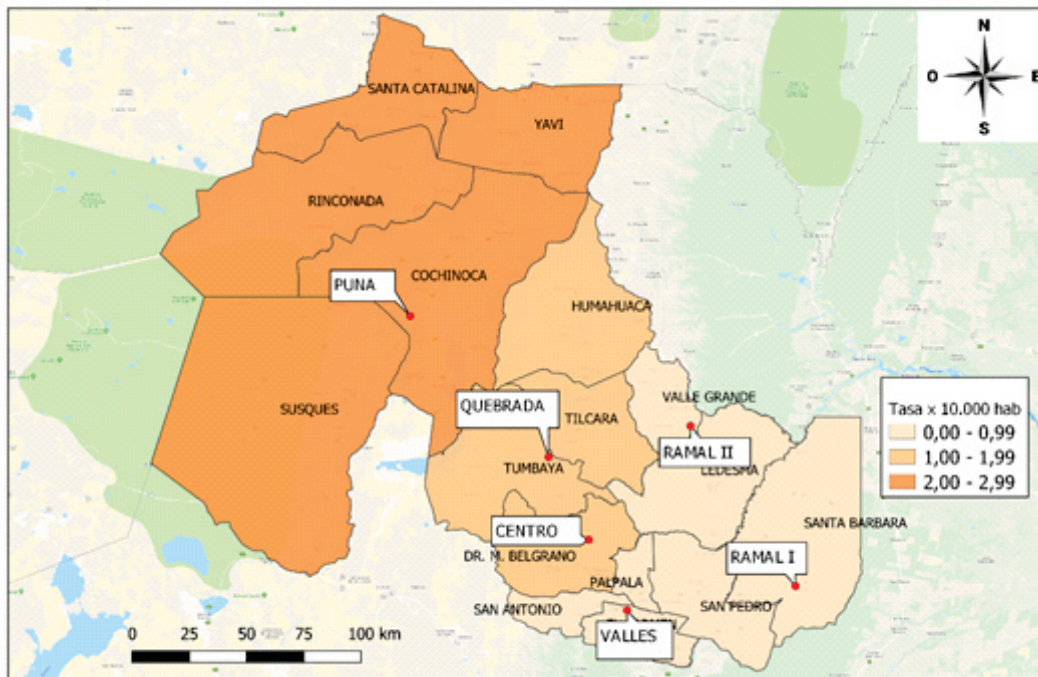 N
O
E
S
SANTA CATALINA
YAVI
RINCONADA
COCHINOCA
PUNA
HUMAHUACA
SUSQUES
QUEBRADA
TILCARA
VALLE GRANDE
RAMAL II
TUMBAYA
LEDESMA
Tasa x 10.000 hab
0,00 - 0,99
1,00 - 1,99
2,00 - 2,99
SANTA BARBARA
CENTRO
DR. M. BELGRANO
RAMAL I
PALPALA
SAN ANTONIO
SAN PEDRO
VALLES
0 25 50 75 100 km